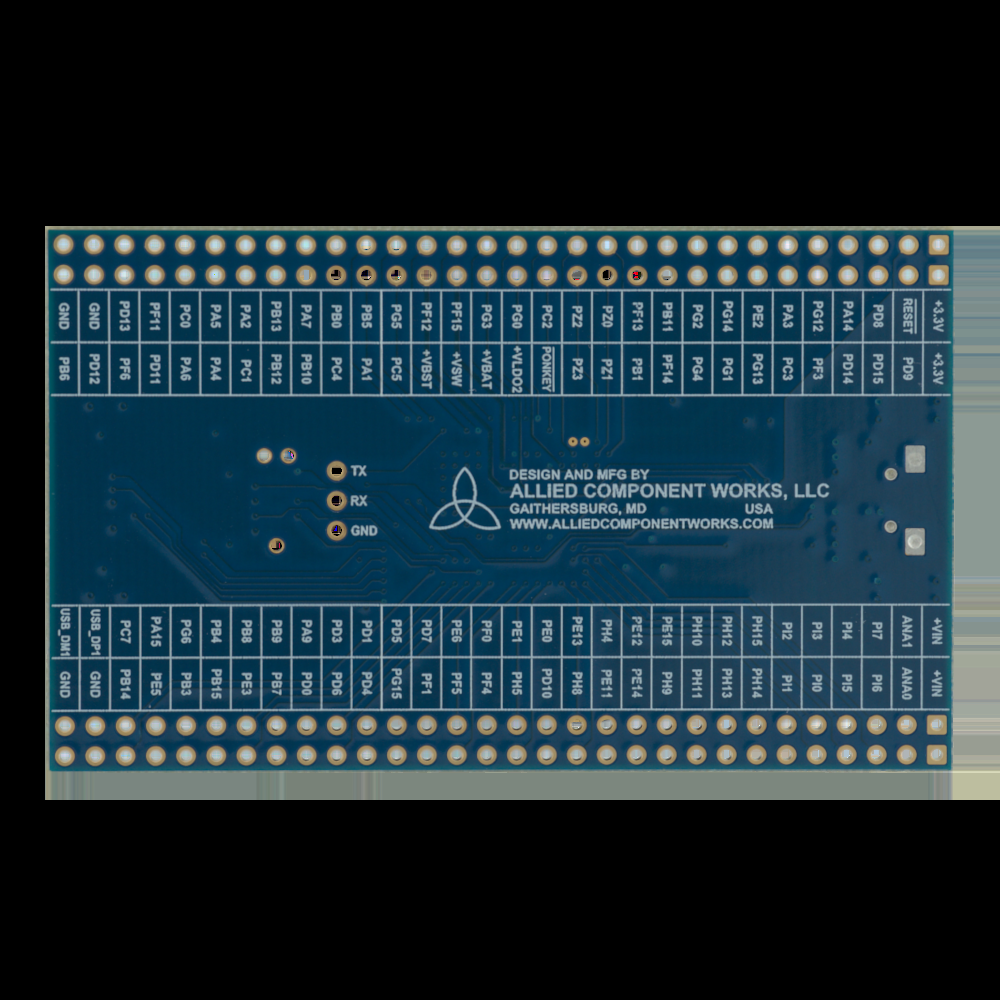 GND GND PD13 PF11 PC0 PA5 PA2 PB13 PA7 PB0 PB5 PG5 PF12 PF15 PG3 PG0 PC2 PZ2 PZ0 PF13 PB11 PG2 PG14 PE2 PA3 PG12 PA14 PD8 RESET +3.3V
PB6 PD12 PF6 PD11 PA6 PA4 PC1 PB12 PB10 PC4 PA1 PC5 +VBST +VSW +VBAT +VLDO2 PONKEY PZ3 PZ1 PB1 PF14 PG4 PG1 PG13 PC3 PF3 PD14 PD15 PD9 +3.3V
TX
RX
GND
DESIGN AND MFG BY
ALLIED COMPONENT WORKS, LLC
GAITHERSBURG, MD USA
WWW.ALLIEDCOMPONENTWORKS.COM
USB_DM1 USB_DP1 PC7 PA15 PG6 PB4 PB8 PB9 PA9 PD3 PD1 PD5 PD7 PE6 PF0 PE1 PE0 PE13 PH4 PE12 PE15 PH10 PH12 PH15 PI2 PI3 PI4 PI7 ANA1 +VIN
GND GND PB14 PE5 PB3 PB15 PE3 PB7 PD0 PD6 PD4 PG15 PF1 PF5 PF4 PH5 PD10 PH8 PE11 PE14 PH9 PH11 PH13 PH14 PI1 PI0 PI5 PI6 ANA0 +VIN